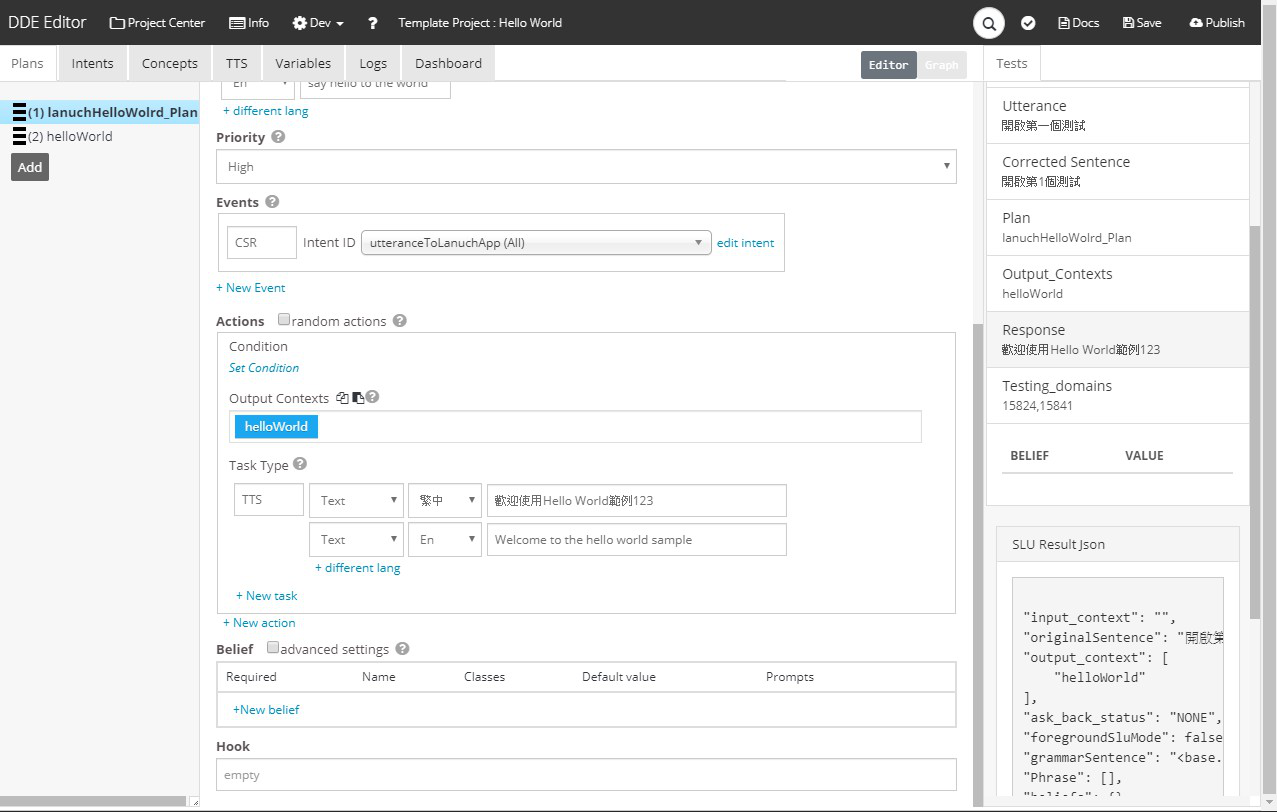 DDE Editor Project Center Info Dev ? Template Project : Hello World Docs Save Publish
Plans Intents Concepts TTS Variables Logs Dashboard Editor Graph Tests
(1) lanuchHelloWolrd_Plan
(2) helloWorld
Add
En say hello to the world
+ different lang
Priority ?
High
Events ?
CSR Intent ID utteranceToLanuchApp (All) edit intent
+ New Event
Actions random actions ?
Condition
Set Condition
Output Contexts ?
helloWorld
Task Type ?
TTS Text 繁中 歡迎使用Hello World範例123
Text En Welcome to the hello world sample
+ different lang
+ New task
+ New action
Belief advanced settings ?
Required Name Classes Default value Prompts
+New belief
Hook
empty
Utterance
開啟第一個測試
Corrected Sentence
開啟第1個測試
Plan
lanuchHelloWolrd_Plan
Output_Contexts
helloWorld
Response
歡迎使用Hello World範例123
Testing_domains
15824,15841
BELIEF VALUE
SLU Result Json
"input_context": "",
"originalSentence": "開啟第
"output_context": [
"helloWorld"
],
"ask_back_status": "NONE",
"foregroundSluMode": false
"grammarSentence": "<base.
"Phrase": [],
"beliefs": {}